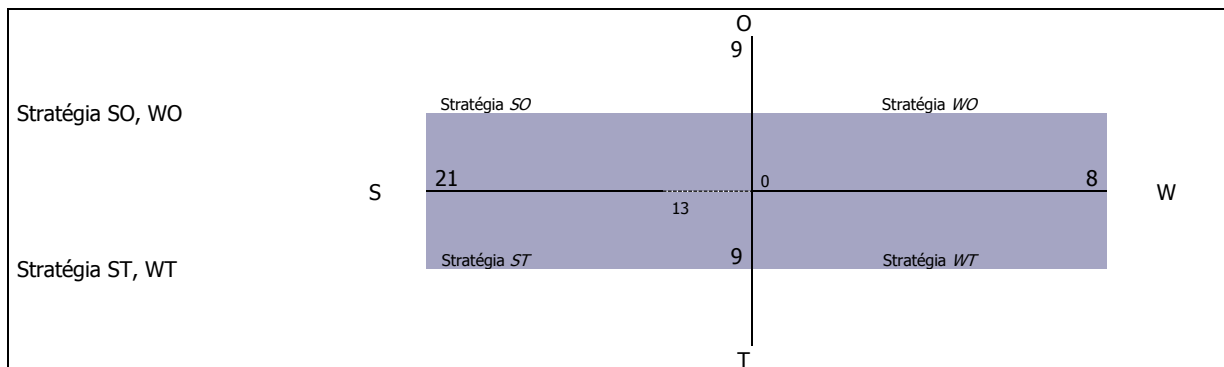 O
9
Stratégia SO, WO
Stratégia SO
Stratégia WO
S
21
0
8
W
13
Stratégia ST, WT
Stratégia ST
9
Stratégia WT
T